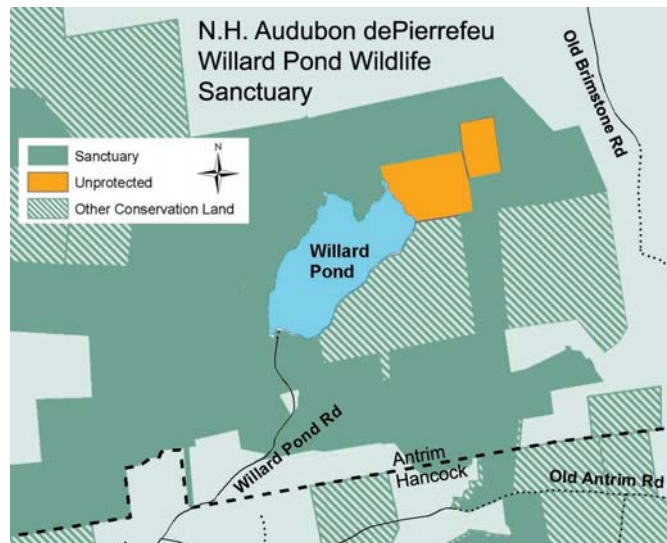 N.H. Audubon dePierrefeu
Willard Pond Wildlife
Sanctuary
Old Brimstone Rd
N
Sanctuary
Unprotected
Other Conservation Land
Willard
Pond
Willard Pond Rd
Antrim
Hancock
Old Antrim Rd